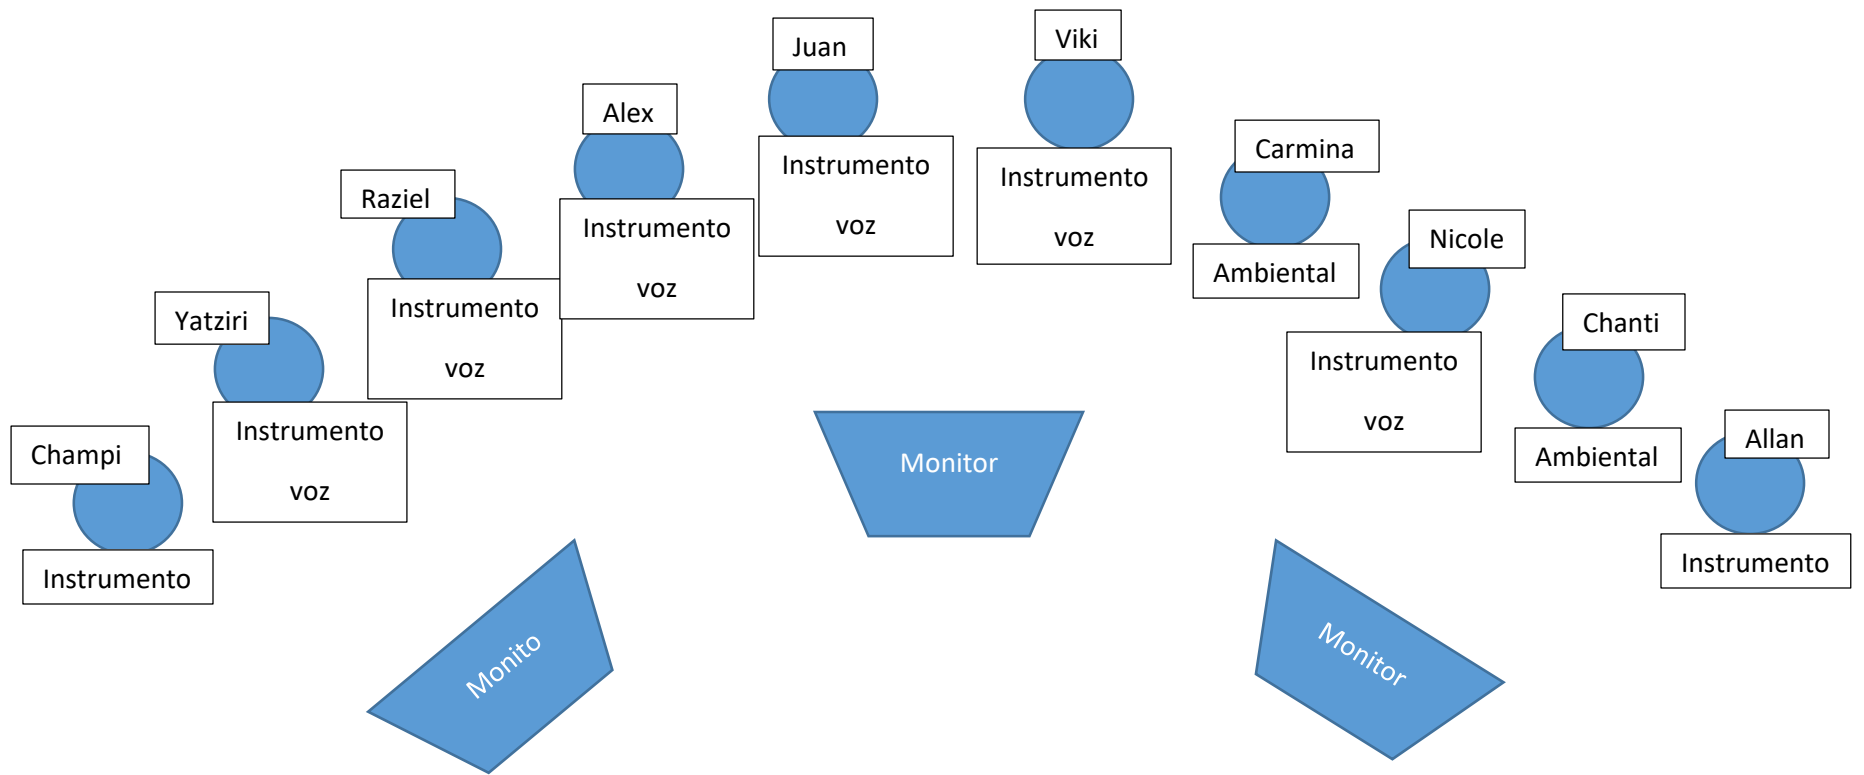 Juan
Instrumento
voz
Viki
Instrumento
voz
Alex
Instrumento
voz
Carmina
Ambiental
Raziel
Instrumento
voz
Nicole
Instrumento
voz
Yatziri
Instrumento
voz
Chanti
Ambiental
Champi
Instrumento
Allan
Instrumento
Monitor
Monito
Monitor